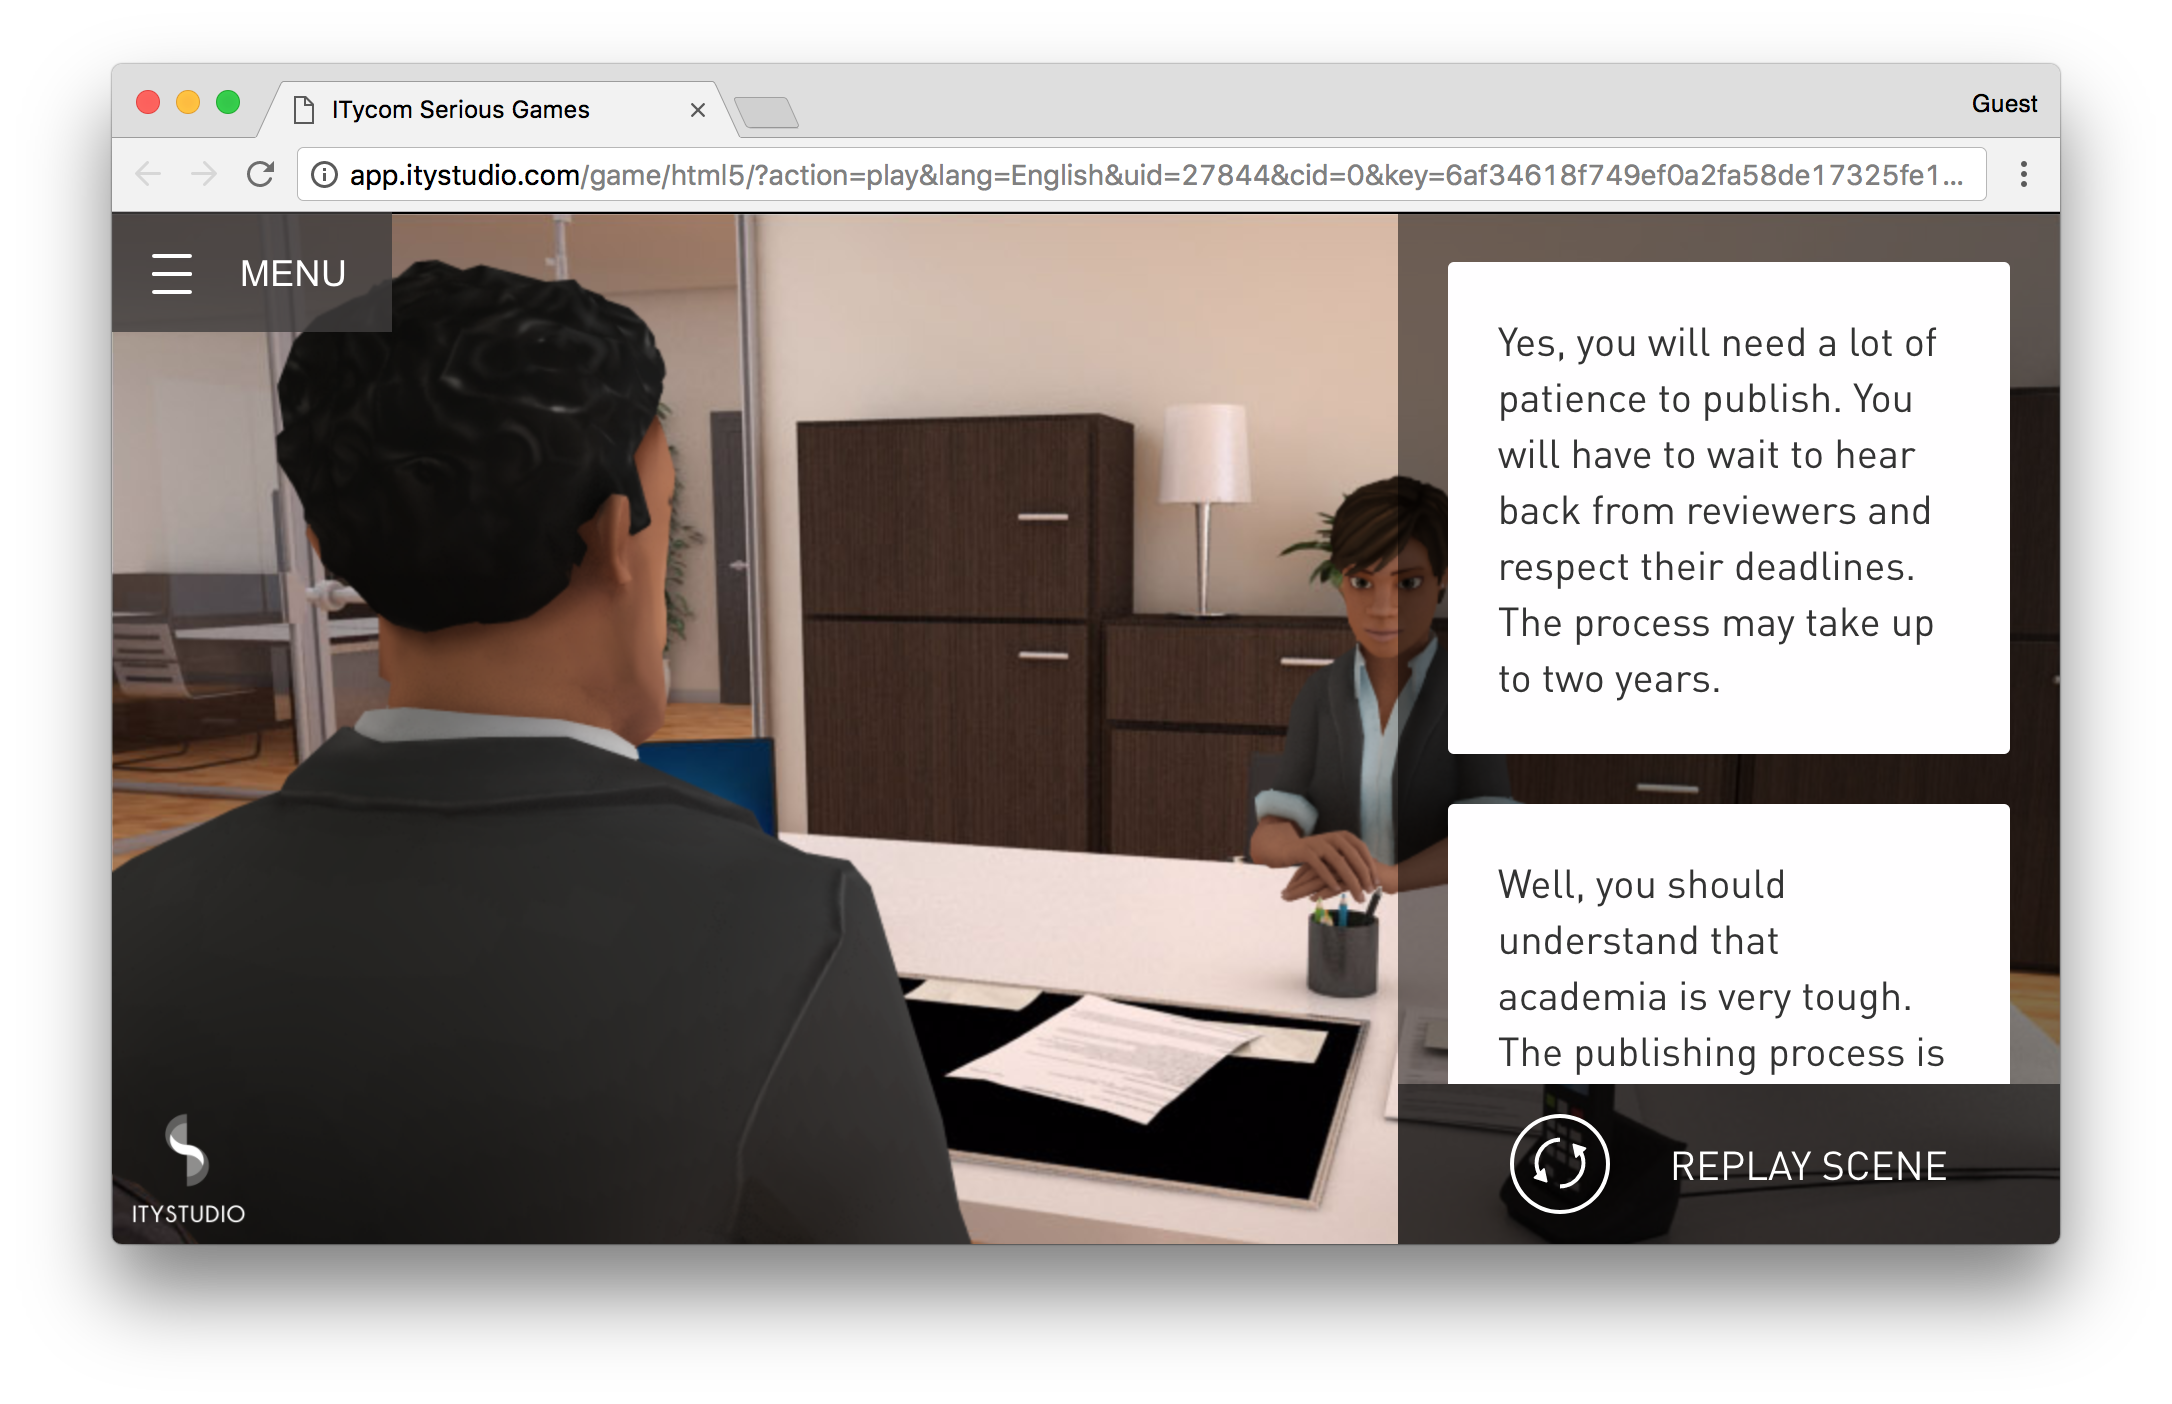 ITycom Serious Games
Guest
app.itystudio.com/game/html5/?action=play&lang=English&uid=27844&cid=0&key=6af34618f749ef0a2fa58de17325fe1...
MENU
Yes, you will need a lot of
patience to publish. You
will have to wait to hear
back from reviewers and
respect their deadlines.
The process may take up
to two years.
Well, you should
understand that
academia is very tough.
The publishing process is
REPLAY SCENE
ITYSTUDIO